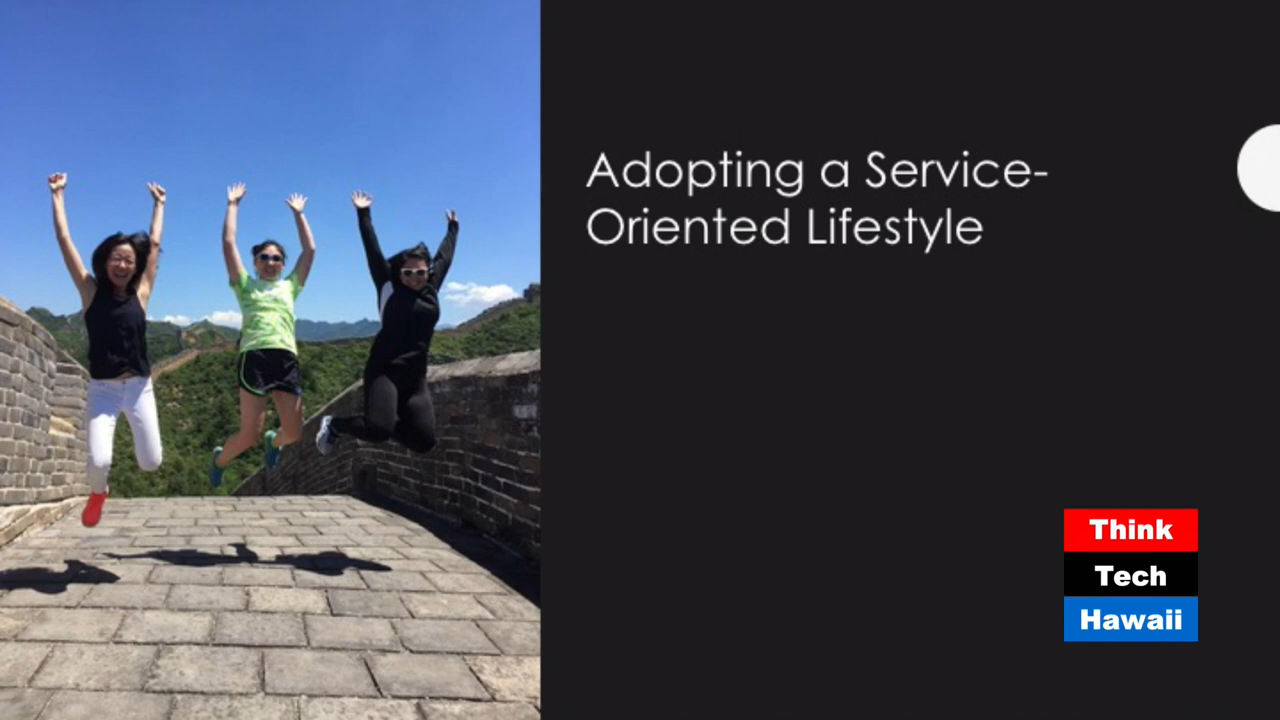 Adopting a Service-
Oriented Lifestyle
Think
Tech
Hawaii